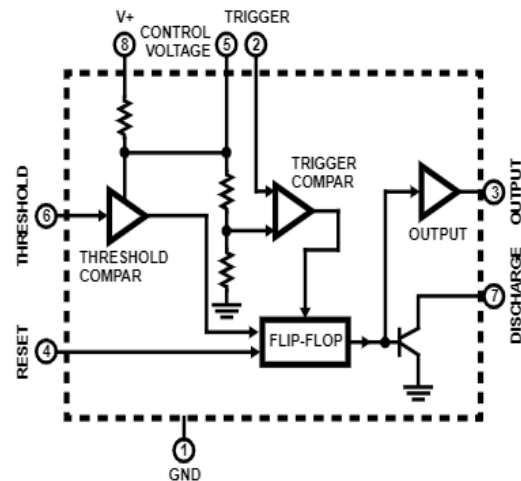 V+
TRIGGER
CONTROL
VOLTAGE
8
5
2
TRIGGER
COMPAR
THRESHOLD
6
THRESHOLD
COMPAR
OUTPUT
3
OUTPUT
7
DISCHARGE
FLIP-FLOP
RESET
4
1
GND